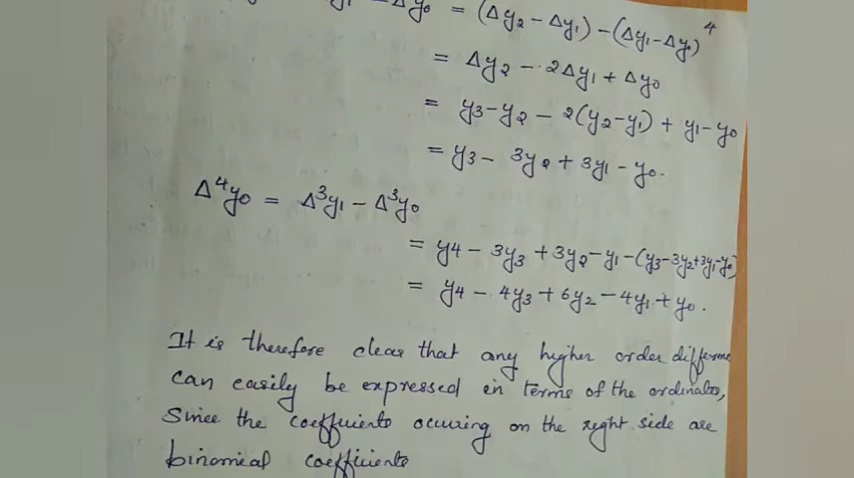 4
Δy₀ = (Δy₂ - Δy₁) - (Δy₁ - Δy₀)
= Δy₂ - 2Δy₁ + Δy₀
= y₃ - y₂ - 2(y₂ - y₁) + y₁ - y₀
= y₃ - 3y₂ + 3y₁ - y₀.
Δ⁴y₀ = Δ³y₁ - Δ³y₀
= y₄ - 3y₃ + 3y₂ - y₁ - (y₃ - 3y₂ + 3y₁ - y₀)
= y₄ - 4y₃ + 6y₂ - 4y₁ + y₀.
It is therefore clear that any higher order differen
can easily be expressed in terms of the ordinates,
Since the coefficients occuring on the right side are
binomial coefficients